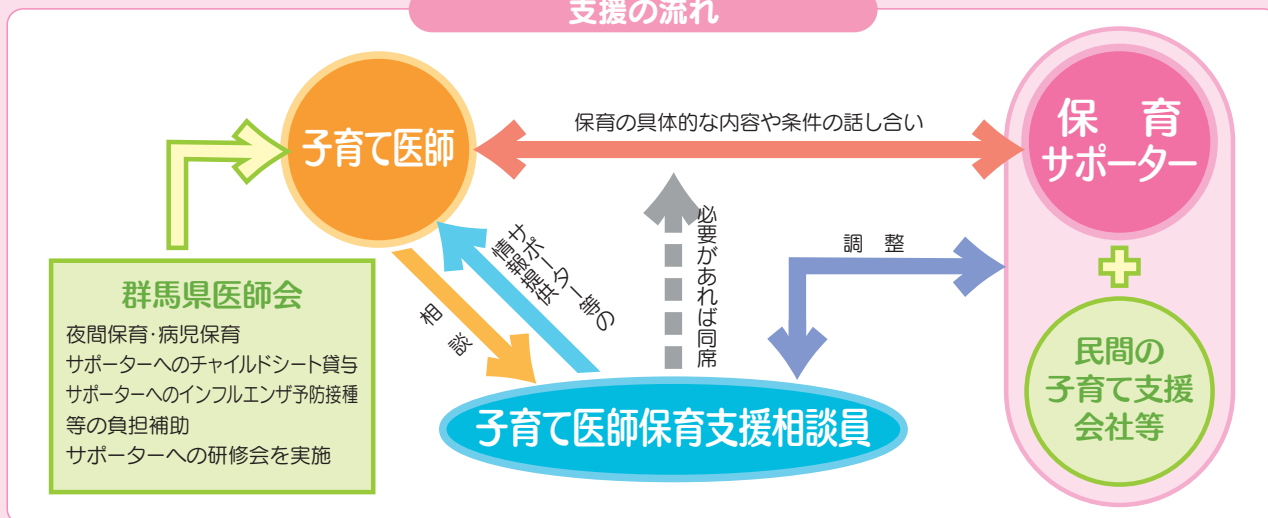 支援の流れ
子育て医師
保育の具体的な内容や条件の話し合い
保 育
サポーター
群馬県医師会
夜間保育・病児保育
サポーターへのチャイルドシート貸与
サポーターへのインフルエンザ予防接種
等の負担補助
サポーターへの研修会を実施
相談
サポーター等の
情報提供
必要があれば同席
調 整
民間の
子育て支援
会社等
子育て医師保育支援相談員